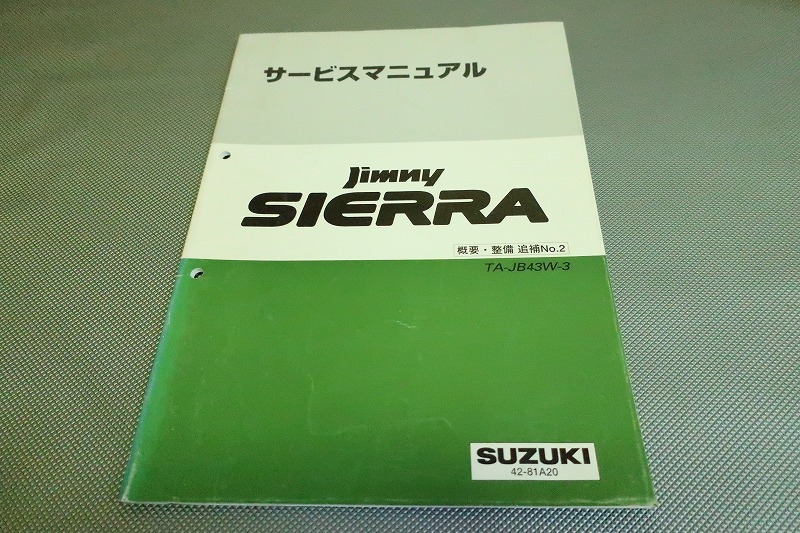 サービスマニュアル
Jimny
SIERRA
概要・整備 追補No.2
TA-JB43W-3
SUZUKI
42-81A20